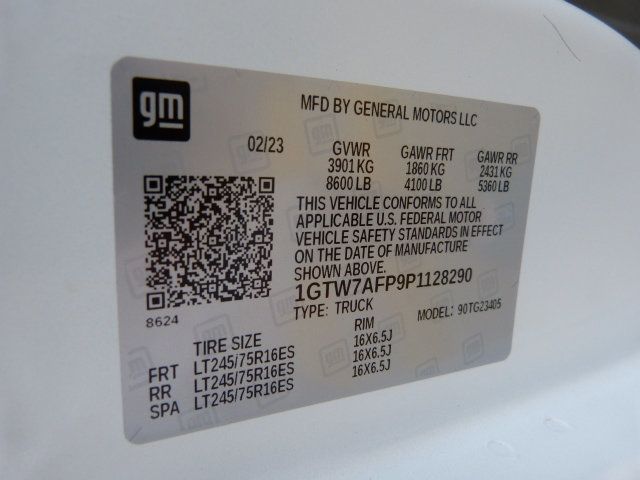 gm
MFD BY GENERAL MOTORS LLC
02/23 GVWR GAWR FRT GAWR RR
3901 KG 1860 KG 2431 KG
8600 LB 4100 LB 5360 LB
THIS VEHICLE CONFORMS TO ALL
APPLICABLE U.S. FEDERAL MOTOR
VEHICLE SAFETY STANDARDS IN EFFECT
ON THE DATE OF MANUFACTURE
SHOWN ABOVE.
1GTW7AFP9P1128290
TYPE: TRUCK MODEL: 90TG23405
8624
TIRE SIZE RIM
FRT LT245/75R16ES 16X6.5J
RR LT245/75R16ES 16X6.5J
SPA LT245/75R16ES 16X6.5J